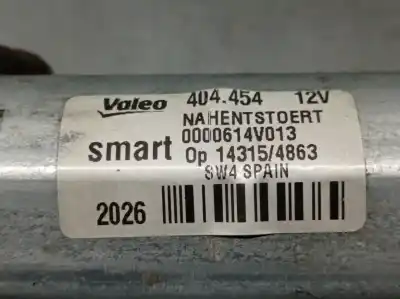 Valeo 404.454 12V
NAHENTSTOERT
0000614V013
smart Op 14315/4863
SW4 SPAIN
2026